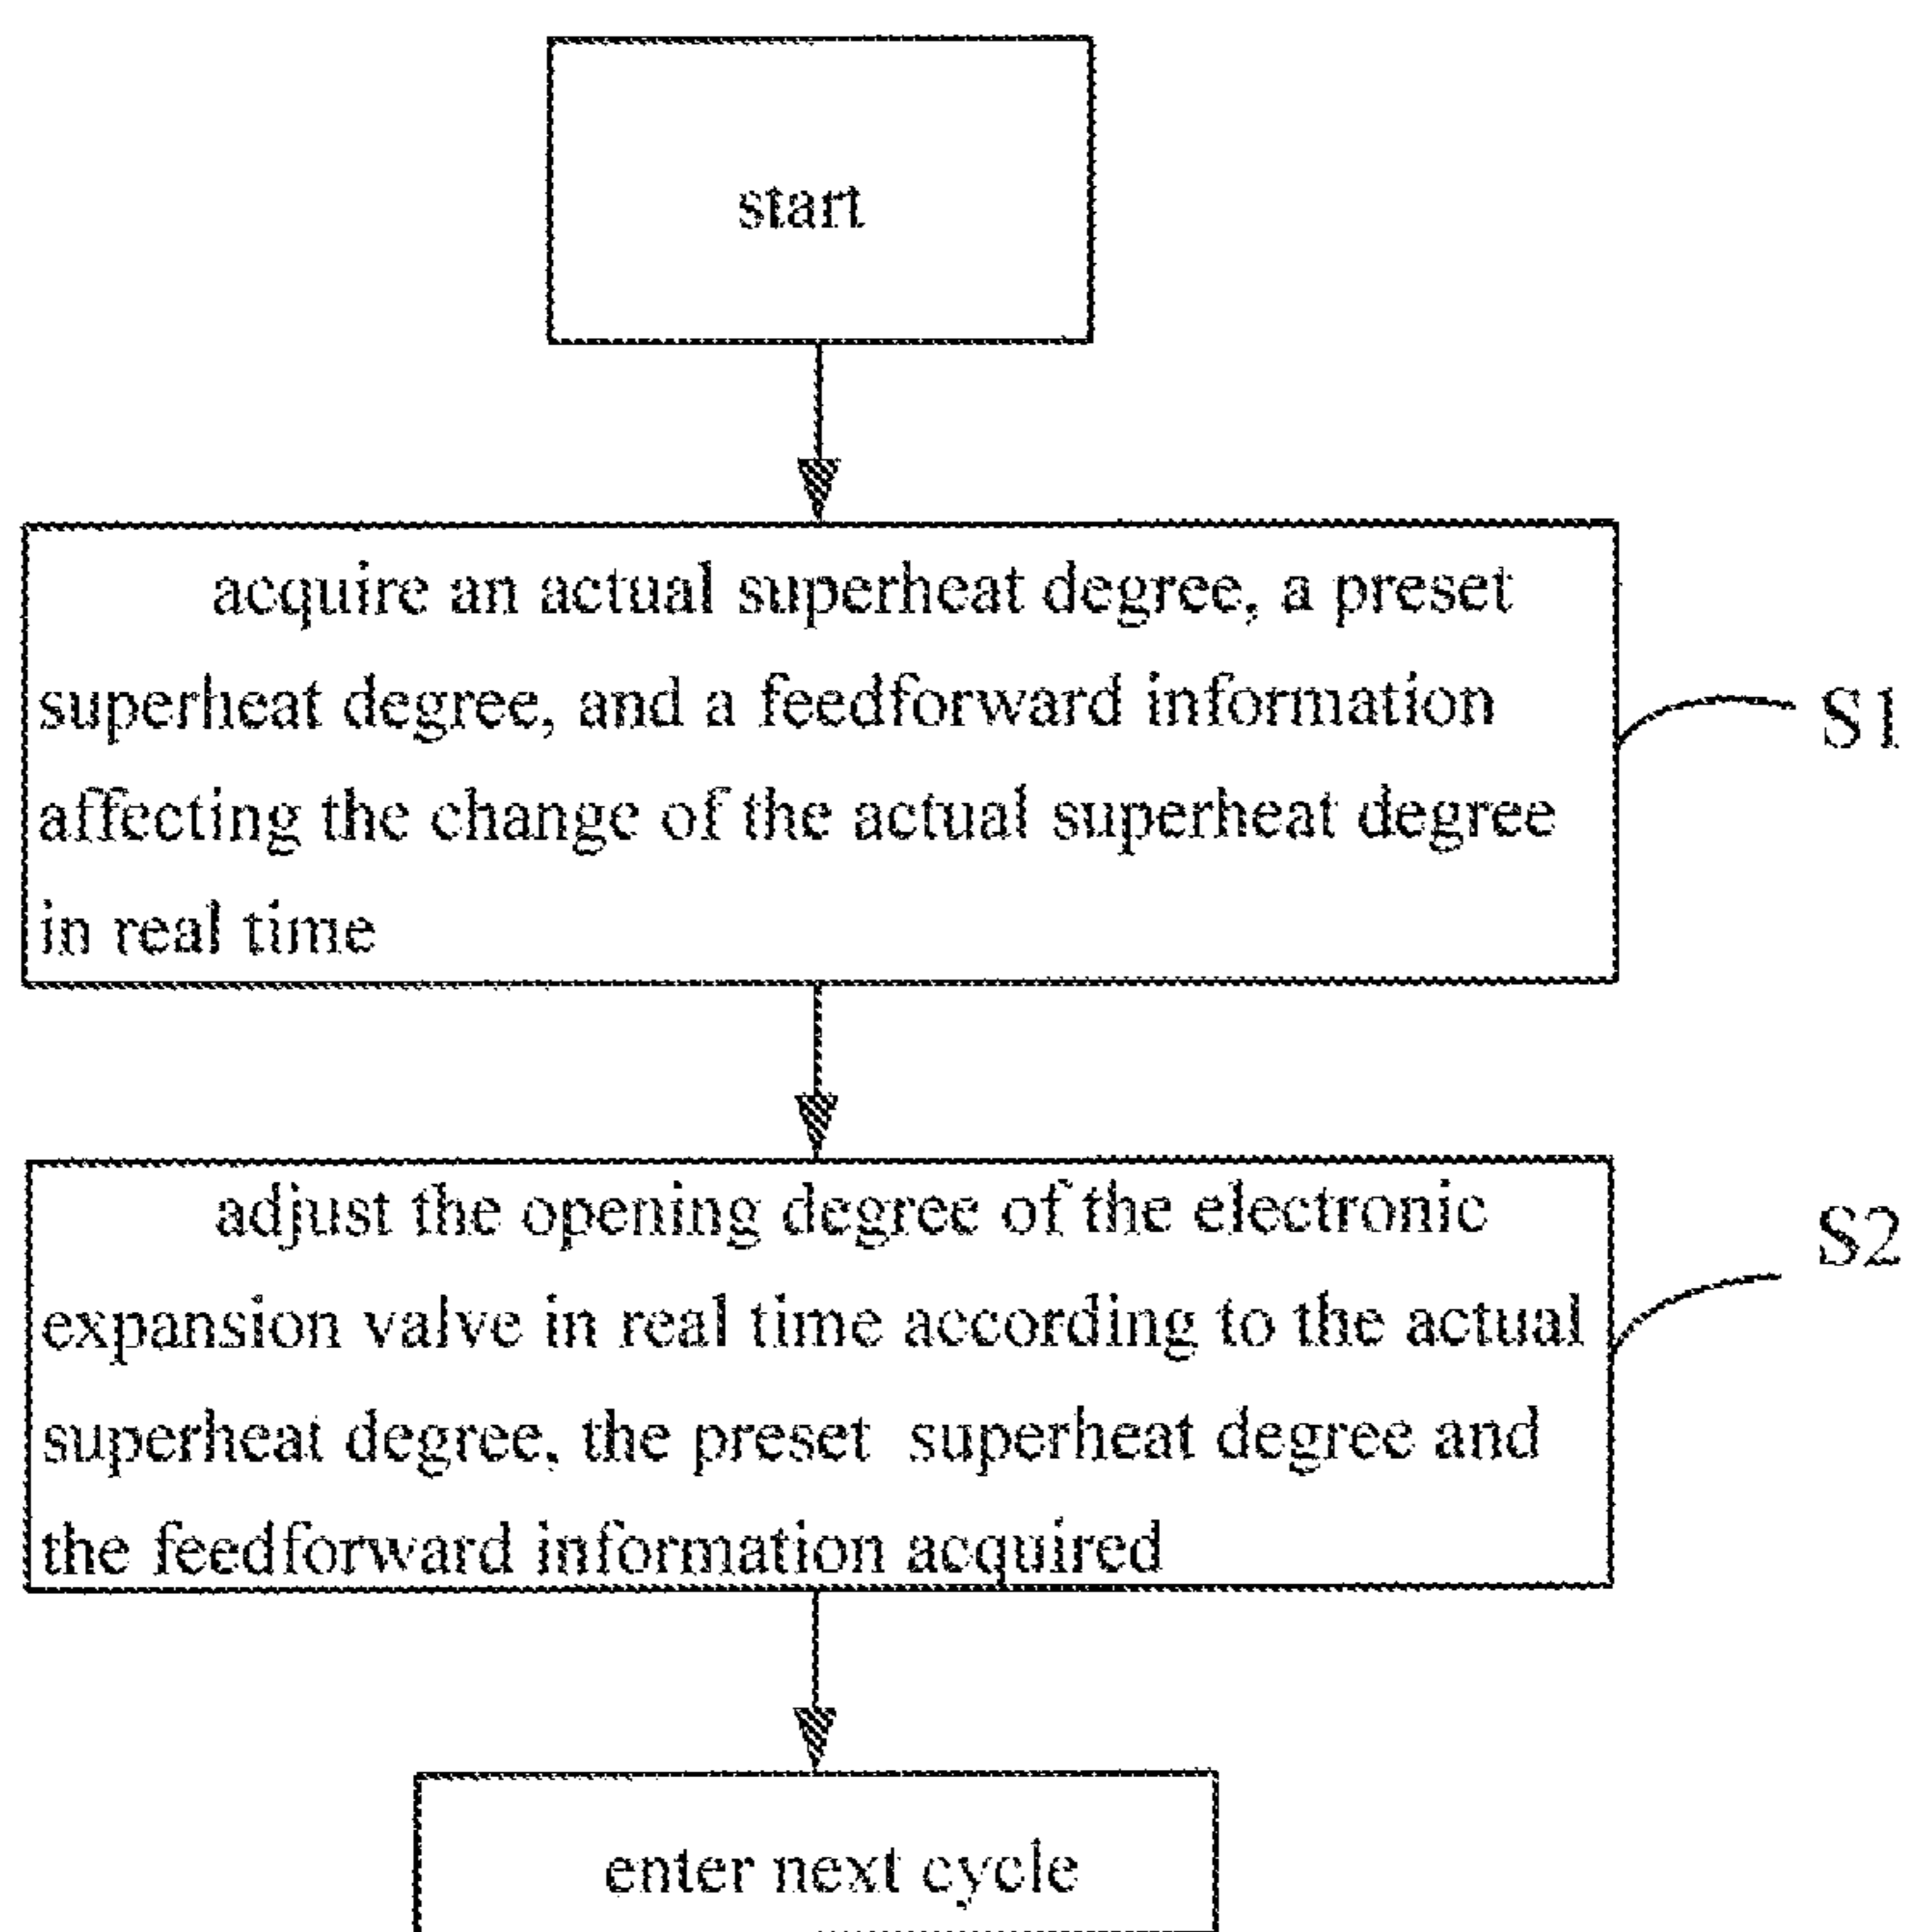 start
acquire an actual superheat degree, a preset
superheat degree, and a feedforward information
affecting the change of the actual superheat degree
in real time
S1
adjust the opening degree of the electronic
expansion valve in real time according to the actual
superheat degree, the preset superheat degree and
the feedforward information acquired
S2
enter next cycle